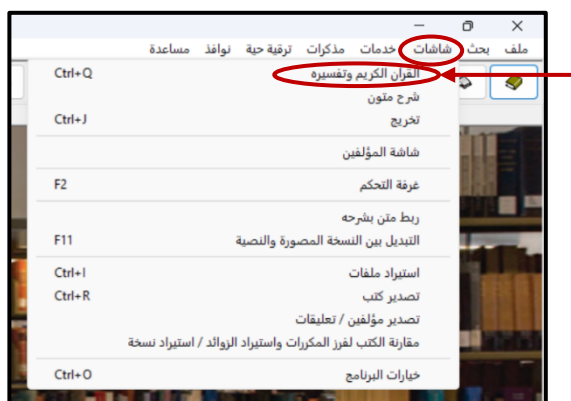 ملف بحث شاشات خدمات مذكرات ترقية حية نوافذ مساعدة
القرآن الكريم وتفسيره Ctrl+Q
شرح متون
تخريج Ctrl+J
شاشة المؤلفين
غرفة التحكم F2
ربط متن بشرحه
التبديل بين النسخة المصورة والنصية F11
استيراد ملفات Ctrl+I
تصدير كتب Ctrl+R
تصدير مؤلفين / تعليقات
مقارنة الكتب لفرز المكررات واستيراد الزوائد / استيراد نسخة
خيارات البرنامج Ctrl+O